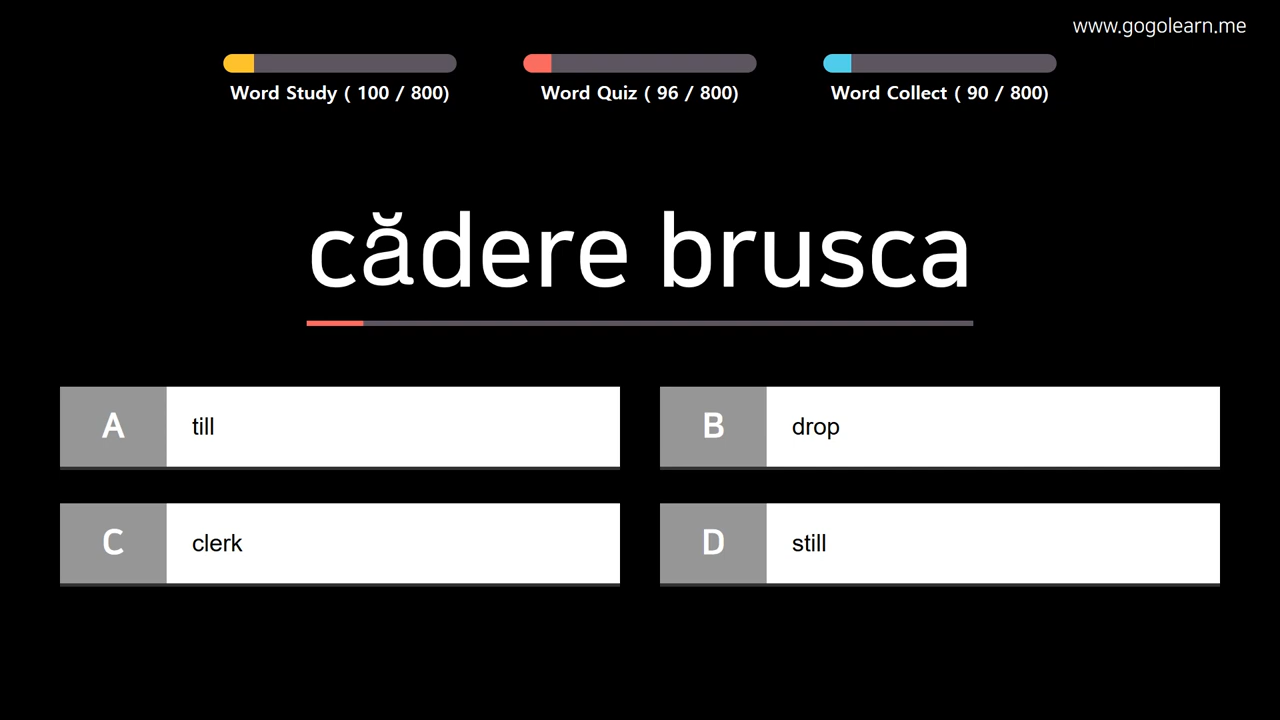 www.gogolearn.me
Word Study ( 100 / 800)
Word Quiz ( 96 / 800)
Word Collect ( 90 / 800)
cădere brusca
A till
B drop
C clerk
D still